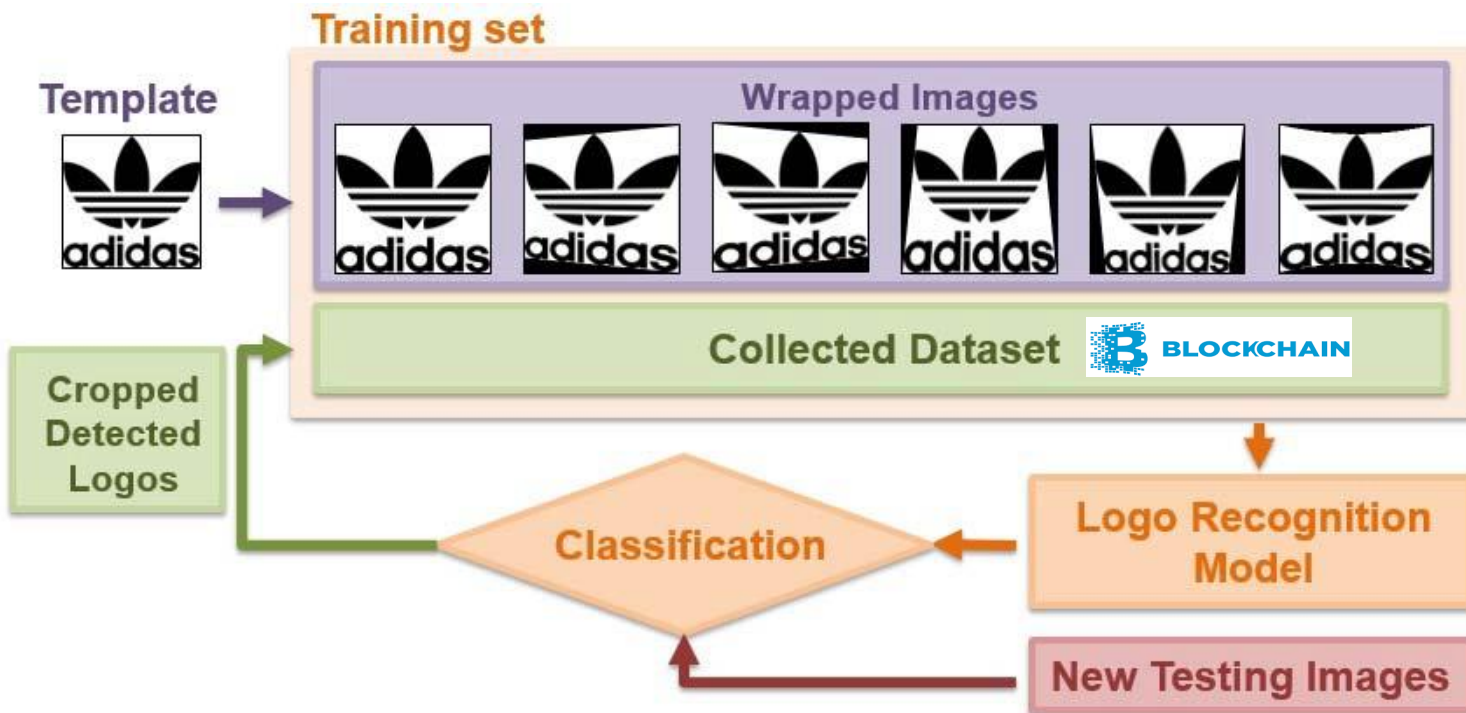 Training set
Template
Wrapped Images
adidas
adidas
adidas
adidas
adidas
adidas
adidas
Collected Dataset
BLOCKCHAIN
Cropped
Detected
Logos
Classification
Logo Recognition
Model
New Testing Images